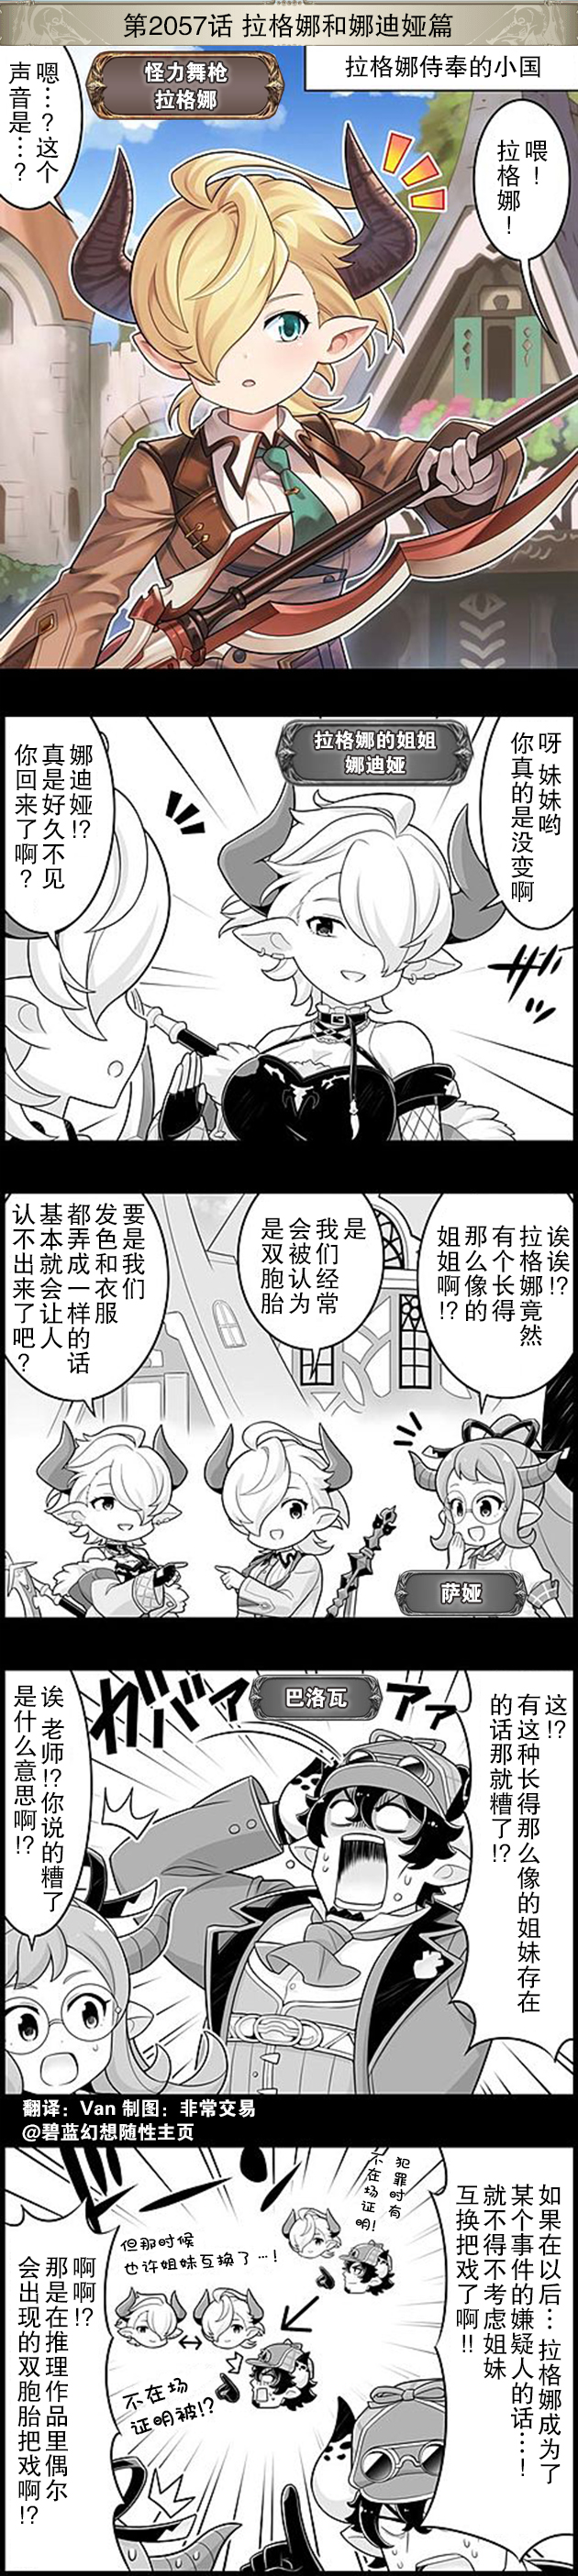 第2057话 拉格娜和娜迪娅篇
拉格娜侍奉的小国
喂！
拉格娜！
怪力舞枪
拉格娜
嗯…？这个
声音是…？
呀 妹妹哟
你真的是没变啊
拉格娜的姐姐
娜迪娅
娜迪娅!?
真是好久不见
你回来了啊？
诶诶!?
拉格娜竟然
有个长得
那么像的
姐姐啊!?
是
我们经常
会被认为
是双胞胎
要是我们
发色和衣服
都弄成一样的话
基本就会让人
认不出来了吧？
萨娅
这!?
有这种长得那么像的姐妹存在
的话那就糟了!?
巴洛瓦
ガバァ
アァ
诶 老师!?你说的糟了
是什么意思啊!?
翻译：Van 制图：非常交易
@碧蓝幻想随性主页
如果在以后… 拉格娜成为了
某个事件的嫌疑人的话…！
就不得不考虑姐妹
互换把戏了啊!!
犯罪时有
不在场证明！
但那时候
也许姐妹互换了…！
不在场
证明被!?
啊啊!?
那是在推理作品里偶尔
会出现的双胞胎把戏啊!?